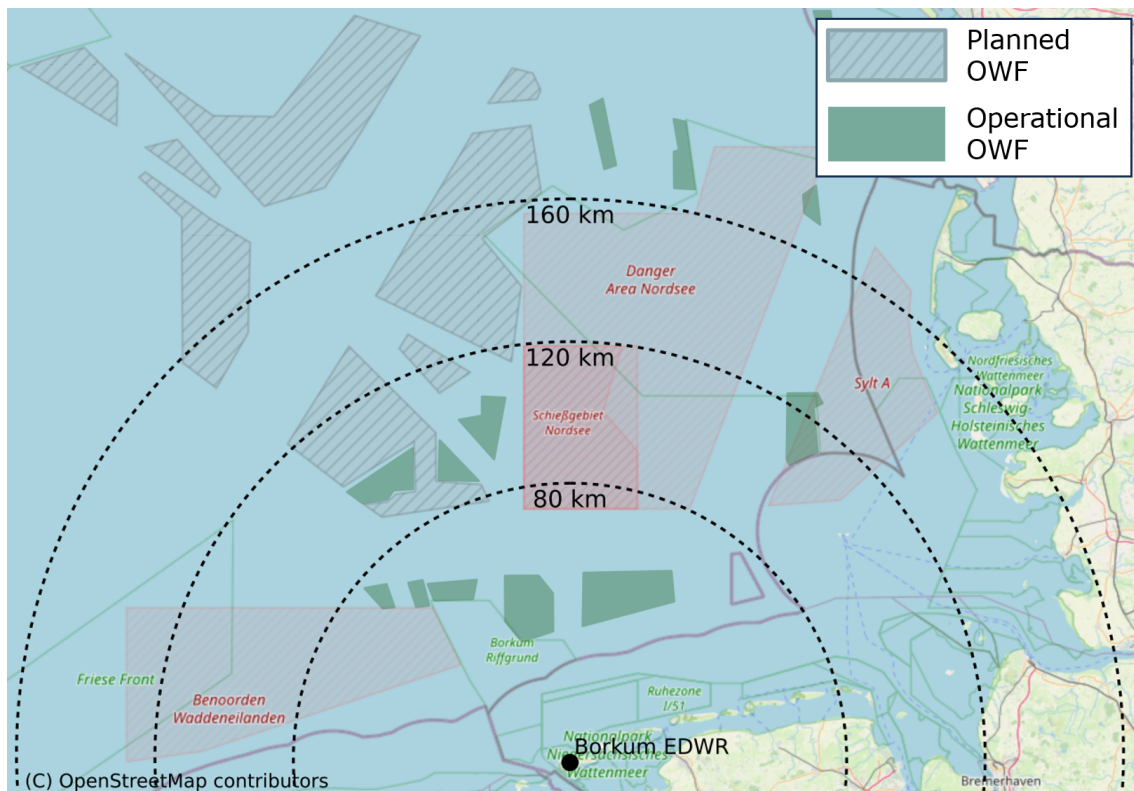 Planned
OWF
Operational
OWF
160 km
Danger
Area Nordsee
120 km
Nordfriesisches
Wattenmeer
Nationalpark
Schleswig-
Holsteinisches
Wattenmeer
Sylt A
Schießgebiet
Nordsee
80 km
Borkum
Riffgrund
Friese Front
Benoorden
Waddeneilanden
Ruhezone
I/51
Nationalpark
Niedersächsisches
Wattenmeer
Borkum EDWR
(C) OpenStreetMap contributors
Bremerhaven